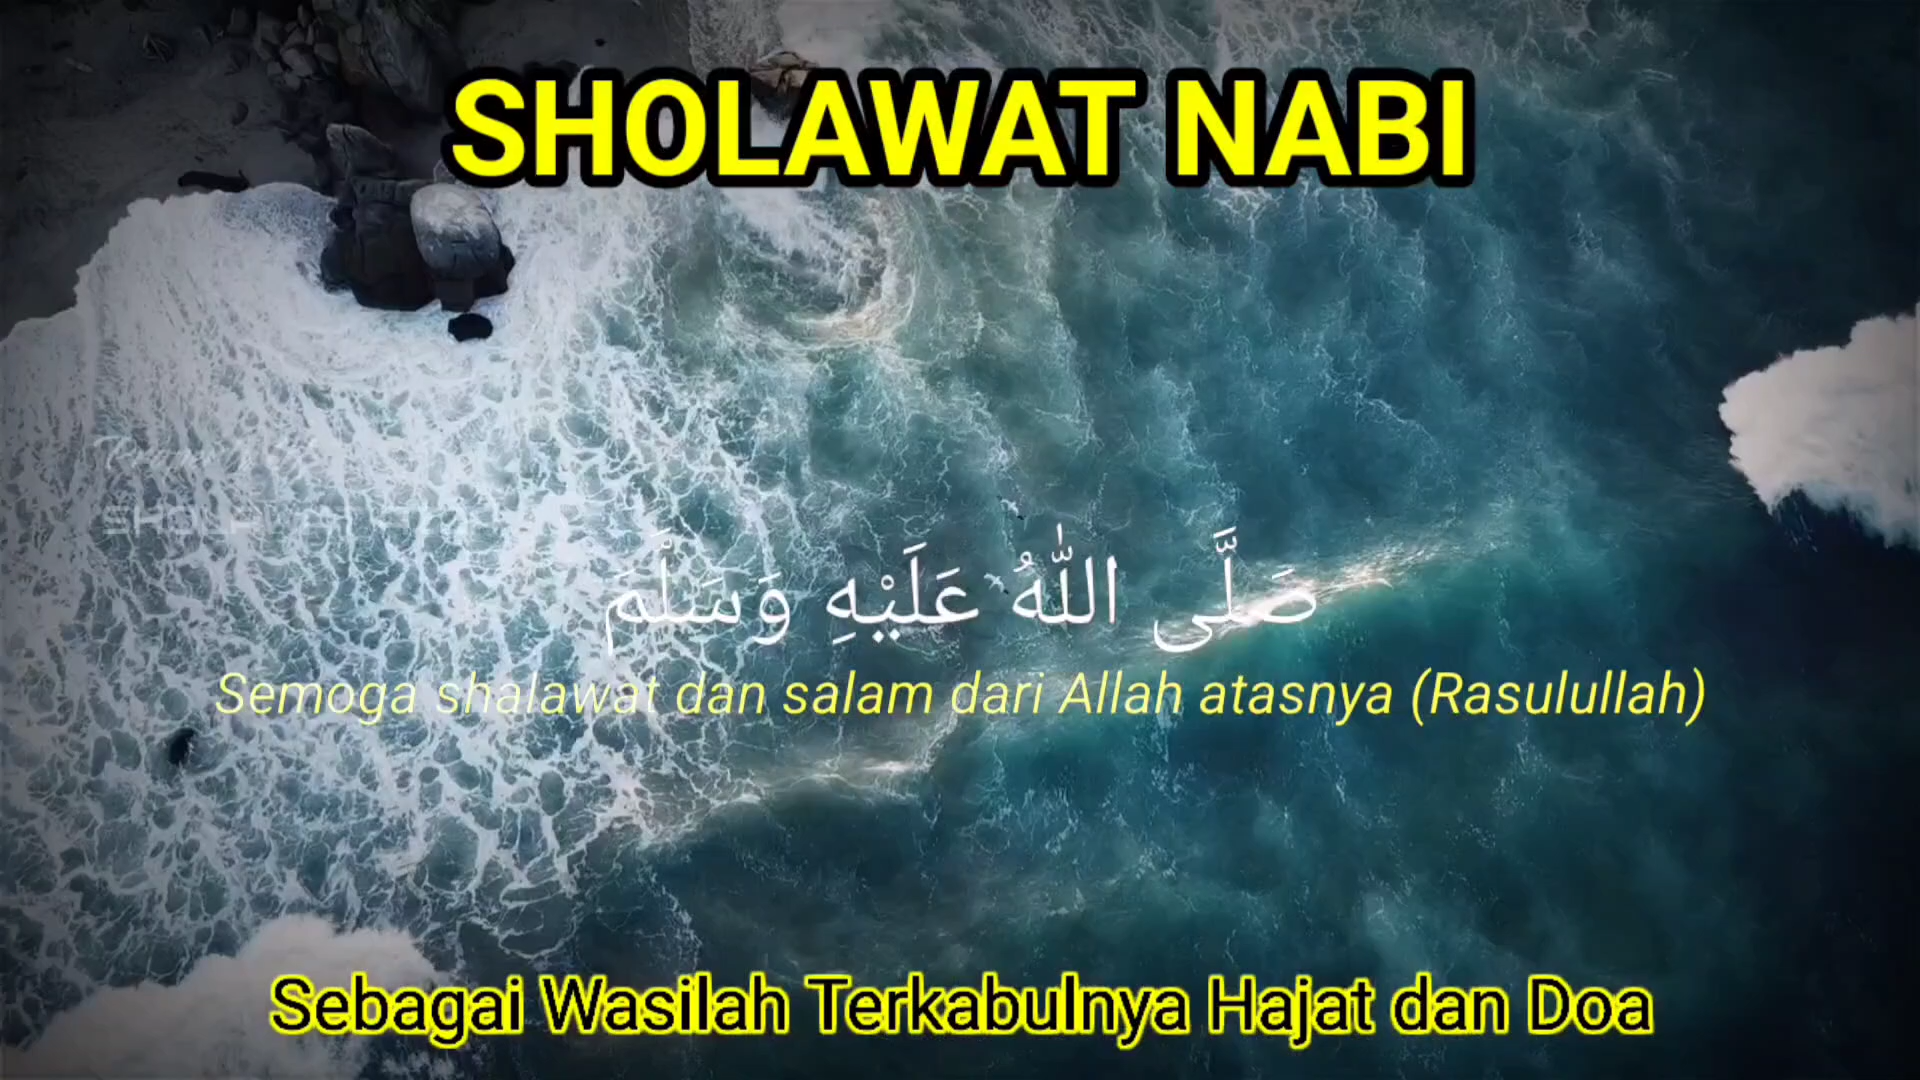 SHOLAWAT NABI
صَلَّى اللّٰهُ عَلَيْهِ وَسَلَّمَ
Semoga shalawat dan salam dari Allah atasnya (Rasulullah)
Sebagai Wasilah Terkabulnya Hajat dan Doa